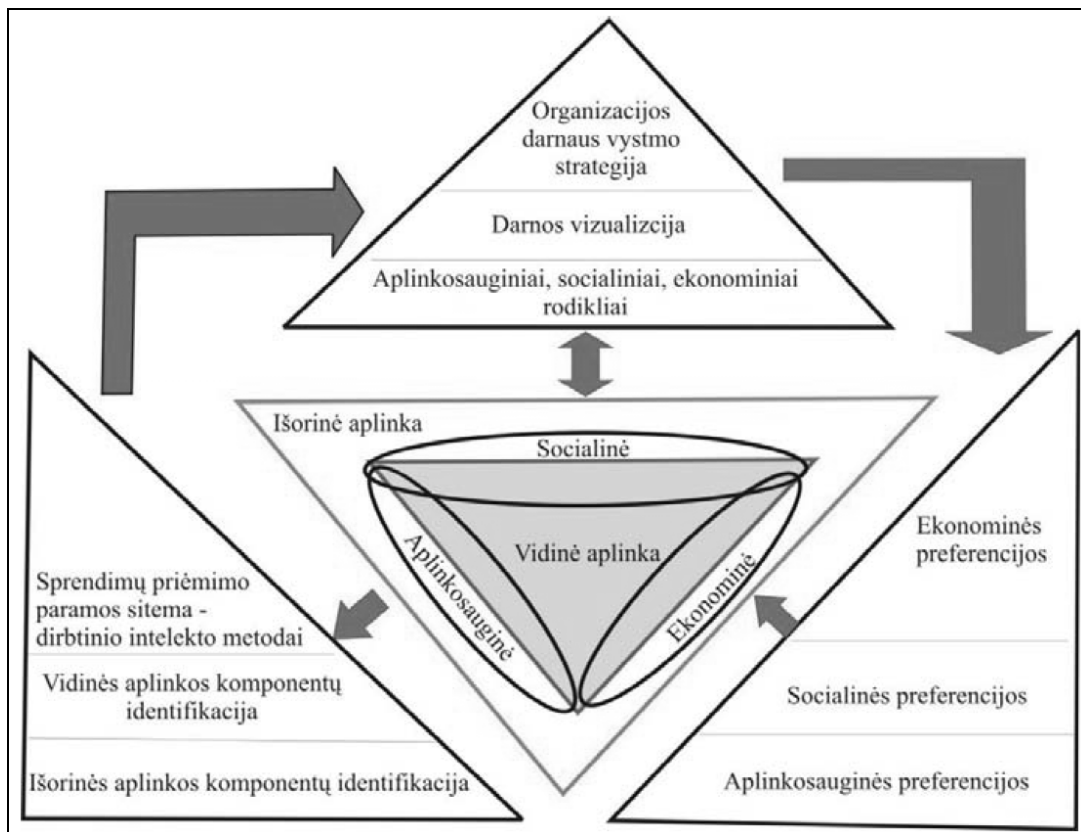 Organizacijos
darnaus vystmo
strategija
Darnos vizualizcija
Aplinkosauginiai, socialiniai, ekonominiai
rodikliai
Išorinė aplinka
Socialinė
Vidinė aplinka
Aplinkosauginė
Ekonominė
Sprendimų priėmimo
paramos sitema -
dirbtinio intelekto metodai
Vidinės aplinkos komponentų
identifikacija
Išorinės aplinkos komponentų identifikacija
Ekonominės
preferencijos
Socialinės preferencijos
Aplinkosauginės preferencijos